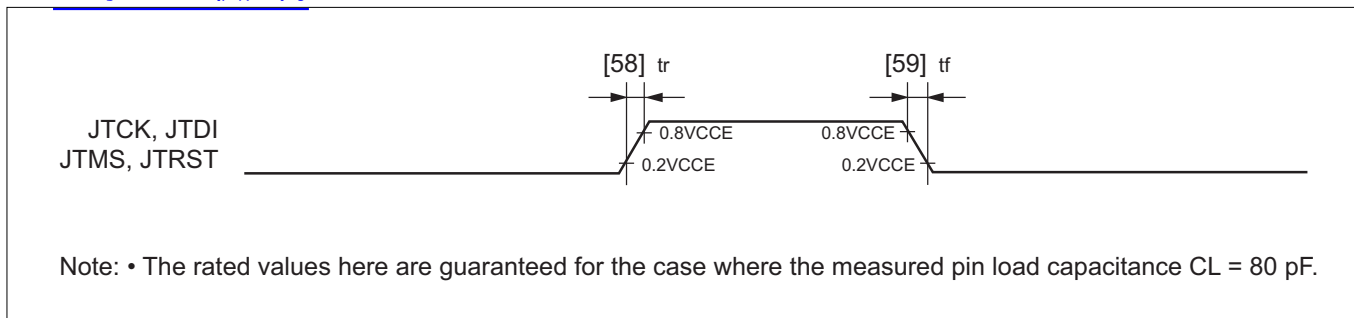 [58] tr [59] tf
JTCK, JTDI
JTMS, JTRST
0.8VCCE 0.8VCCE
0.2VCCE 0.2VCCE
Note: • The rated values here are guaranteed for the case where the measured pin load capacitance CL = 80 pF.